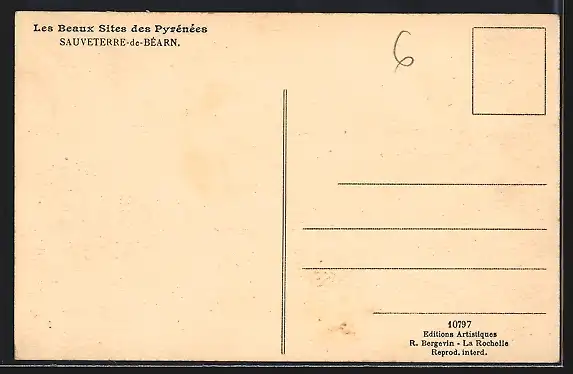 Les Beaux Sites des Pyrénées
SAUVETERRE-de-BÉARN.
6
10797
Editions Artistiques
R. Bergevin - La Rochelle
Reprod. interd.